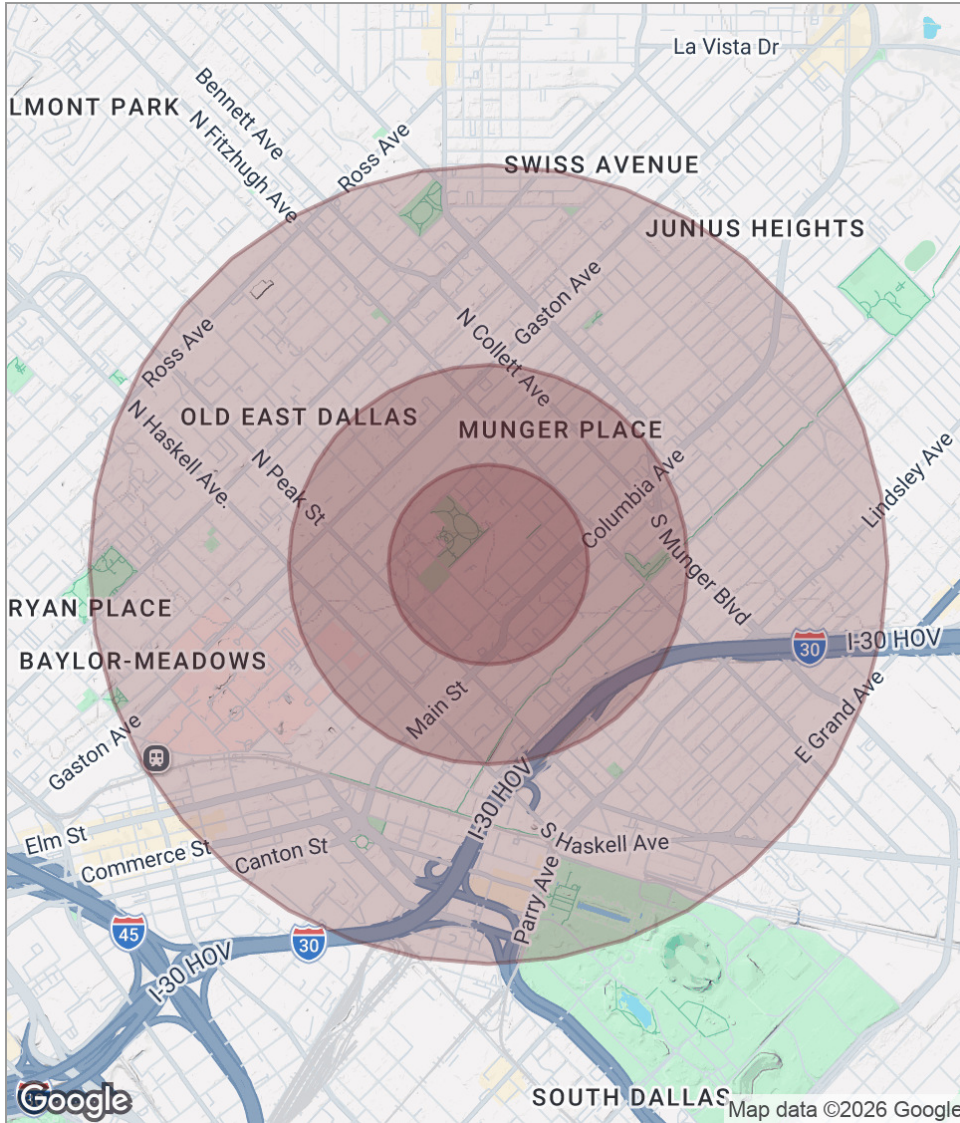 La Vista Dr
LMONT PARK
Bennett Ave
N Fitzhugh Ave
Ross Ave
SWISS AVENUE
JUNIUS HEIGHTS
Gaston Ave
N Collett Ave
Ross Ave
OLD EAST DALLAS
MUNGER PLACE
N Haskell Ave.
N Peak St
Columbia Ave
Lindsley Ave
S Munger Blvd
RYAN PLACE
BAYLOR-MEADOWS
30
I-30 HOV
Main St
E Grand Ave
Gaston Ave
I-30 HOV
Elm St
Commerce St
Canton St
S Haskell Ave
Parry Ave
45
30
I-30 HOV
Google
SOUTH DALLAS
Map data ©2026 Google